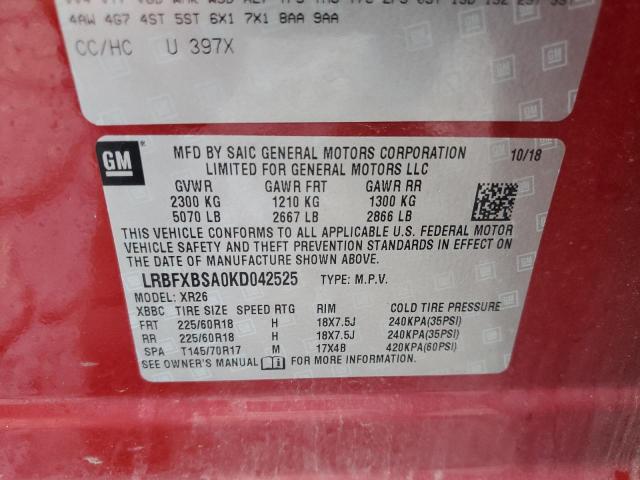 4AW 4G7 4ST 5ST 6X1 7X1 8AA 9AA
CC/HC U 397X
GM
MFD BY SAIC GENERAL MOTORS CORPORATION 10/18
LIMITED FOR GENERAL MOTORS LLC
GVWR GAWR FRT GAWR RR
2300 KG 1210 KG 1300 KG
5070 LB 2667 LB 2866 LB
THIS VEHICLE CONFORMS TO ALL APPLICABLE U.S. FEDERAL MOTOR
VEHICLE SAFETY AND THEFT PREVENTION STANDARDS IN EFFECT ON
THE DATE OF MANUFACTURE SHOWN ABOVE.
LRBFXBSA0KD042525 TYPE: M.P.V.
MODEL: XR26
XBBC TIRE SIZE SPEED RTG RIM COLD TIRE PRESSURE
FRT 225/60R18 H 18X7.5J 240KPA(35PSI)
RR 225/60R18 H 18X7.5J 240KPA(35PSI)
SPA T145/70R17 M 17X4B 420KPA(60PSI)
SEE OWNER'S MANUAL FOR MORE INFORMATION.